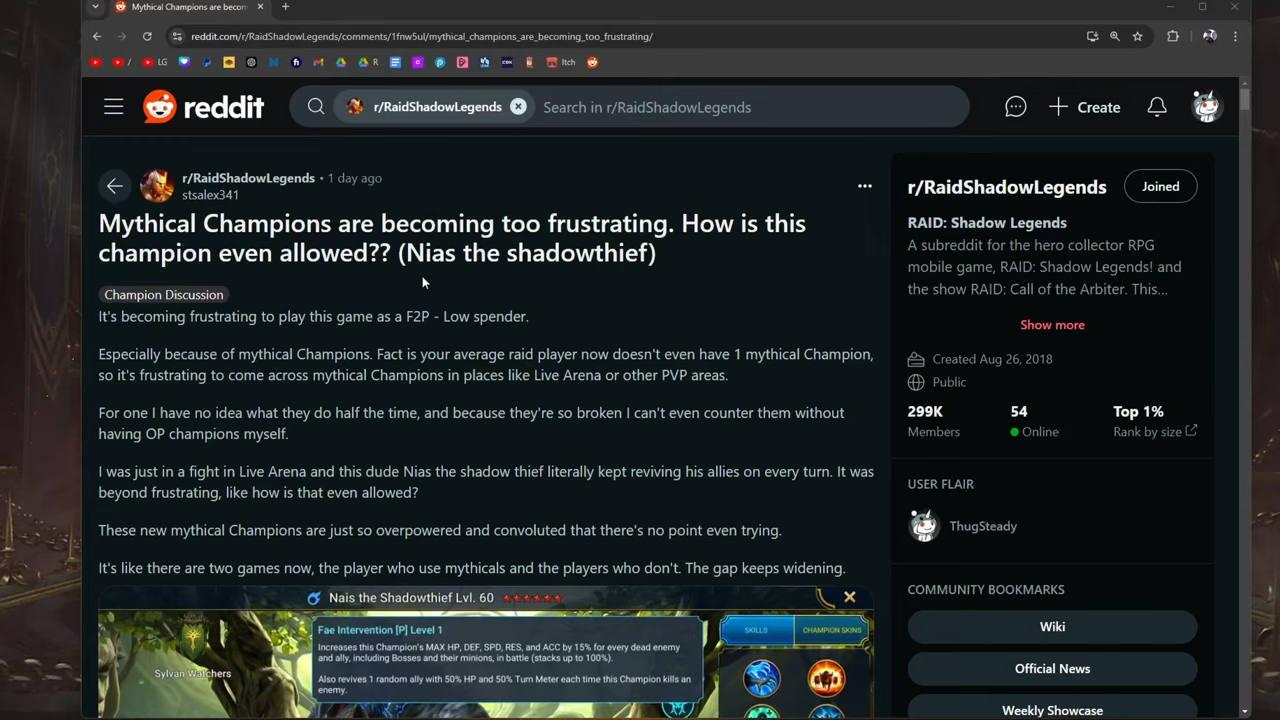 Mythical Champions are becom
reddit.com/r/RaidShadowLegends/comments/1fnw5ul/mythical_champions_are_becoming_too_frustrating/
/
LG
R
Itch
reddit
r/RaidShadowLegends
Search in r/RaidShadowLegends
Create
r/RaidShadowLegends • 1 day ago
stsalex341
Mythical Champions are becoming too frustrating. How is this
champion even allowed?? (Nias the shadowthief)
Champion Discussion
It's becoming frustrating to play this game as a F2P - Low spender.
Especially because of mythical Champions. Fact is your average raid player now doesn't even have 1 mythical Champion,
so it's frustrating to come across mythical Champions in places like Live Arena or other PVP areas.
For one I have no idea what they do half the time, and because they're so broken I can't even counter them without
having OP champions myself.
I was just in a fight in Live Arena and this dude Nias the shadow thief literally kept reviving his allies on every turn. It was
beyond frustrating, like how is that even allowed?
These new mythical Champions are just so overpowered and convoluted that there's no point even trying.
It's like there are two games now, the player who use mythicals and the players who don't. The gap keeps widening.
Nais the Shadowthief Lvl. 60
Fae Intervention [P] Level 1
Increases this Champion's MAX HP, DEF, SPD, RES, and ACC by 15% for every dead enemy
and ally, including Bosses and their minions, in battle (stacks up to 100%).
Also revives 1 random ally with 50% HP and 50% Turn Meter each time this Champion kills an
enemy.
Sylvan Watchers
SKILLS
CHAMPION SKINS
r/RaidShadowLegends
Joined
RAID: Shadow Legends
A subreddit for the hero collector RPG
mobile game, RAID: Shadow Legends! and
the show RAID: Call of the Arbiter. This...
Show more
Created Aug 26, 2018
Public
299K
54
Top 1%
Members
Online
Rank by size
USER FLAIR
ThugSteady
COMMUNITY BOOKMARKS
Wiki
Official News
Weekly Showcase